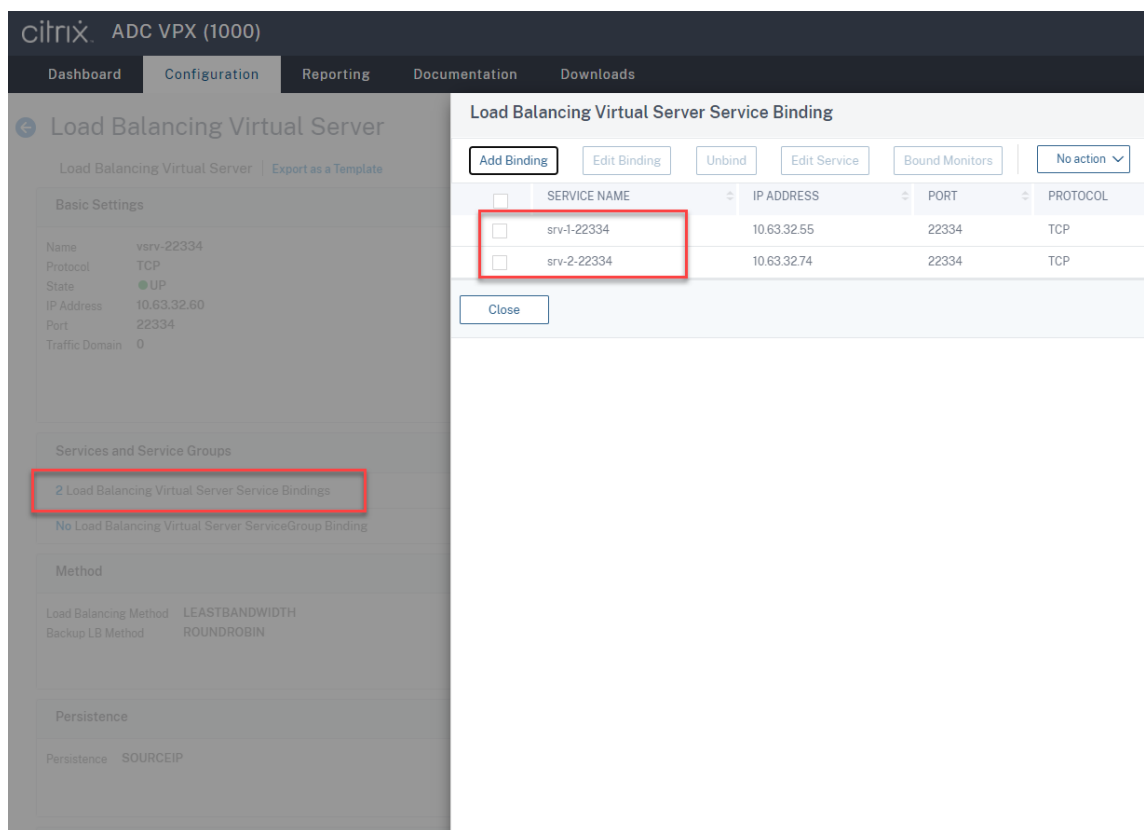 citrix. ADC VPX (1000)
Dashboard Configuration Reporting Documentation Downloads
Load Balancing Virtual Server
Load Balancing Virtual Server | Export as a Template
Basic Settings
Name vsrv-22334
Protocol TCP
State UP
IP Address 10.63.32.60
Port 22334
Traffic Domain 0
Services and Service Groups
2 Load Balancing Virtual Server Service Bindings
No Load Balancing Virtual Server ServiceGroup Binding
Method
Load Balancing Method LEASTBANDWIDTH
Backup LB Method ROUNDROBIN
Persistence
Persistence SOURCEIP
Load Balancing Virtual Server Service Binding
Add Binding Edit Binding Unbind Edit Service Bound Monitors No action
SERVICE NAME IP ADDRESS PORT PROTOCOL
srv-1-22334 10.63.32.55 22334 TCP
srv-2-22334 10.63.32.74 22334 TCP
Close